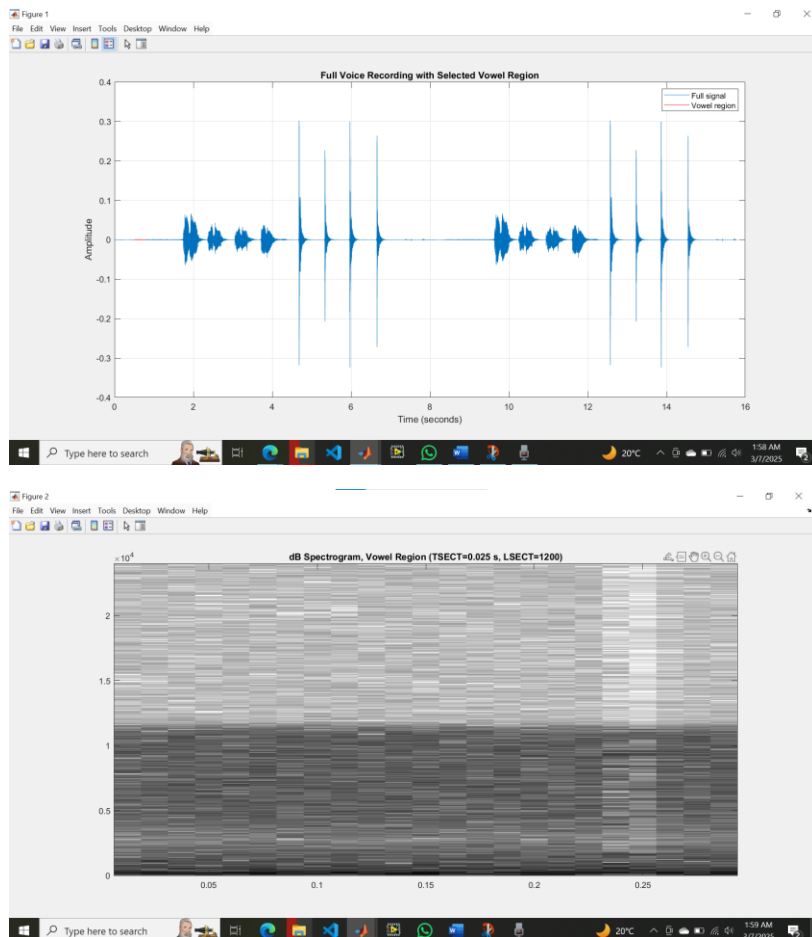 Figure 1
File Edit View Insert Tools Desktop Window Help
Full Voice Recording with Selected Vowel Region
Full signal
Vowel region
0.4
0.3
0.2
0.1
0
-0.1
-0.2
-0.3
-0.4
Amplitude
0 2 4 6 8 10 12 14 16
Time (seconds)
Type here to search
20°C
1:58 AM
3/7/2025
2
Figure 2
File Edit View Insert Tools Desktop Window Help
×10⁴
dB Spectrogram, Vowel Region (TSECT=0.025 s, LSECT=1200)
2
1.5
1
0.5
0
0.05 0.1 0.15 0.2 0.25
Type here to search
20°C
1:59 AM
3/7/2025
2